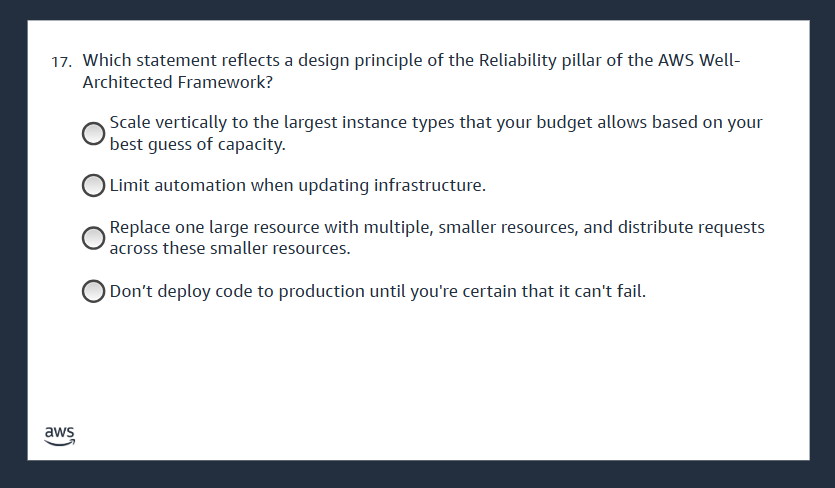 17. Which statement reflects a design principle of the Reliability pillar of the AWS Well-
Architected Framework?
Scale vertically to the largest instance types that your budget allows based on your
best guess of capacity.
Limit automation when updating infrastructure.
Replace one large resource with multiple, smaller resources, and distribute requests
across these smaller resources.
Don’t deploy code to production until you're certain that it can't fail.
aws